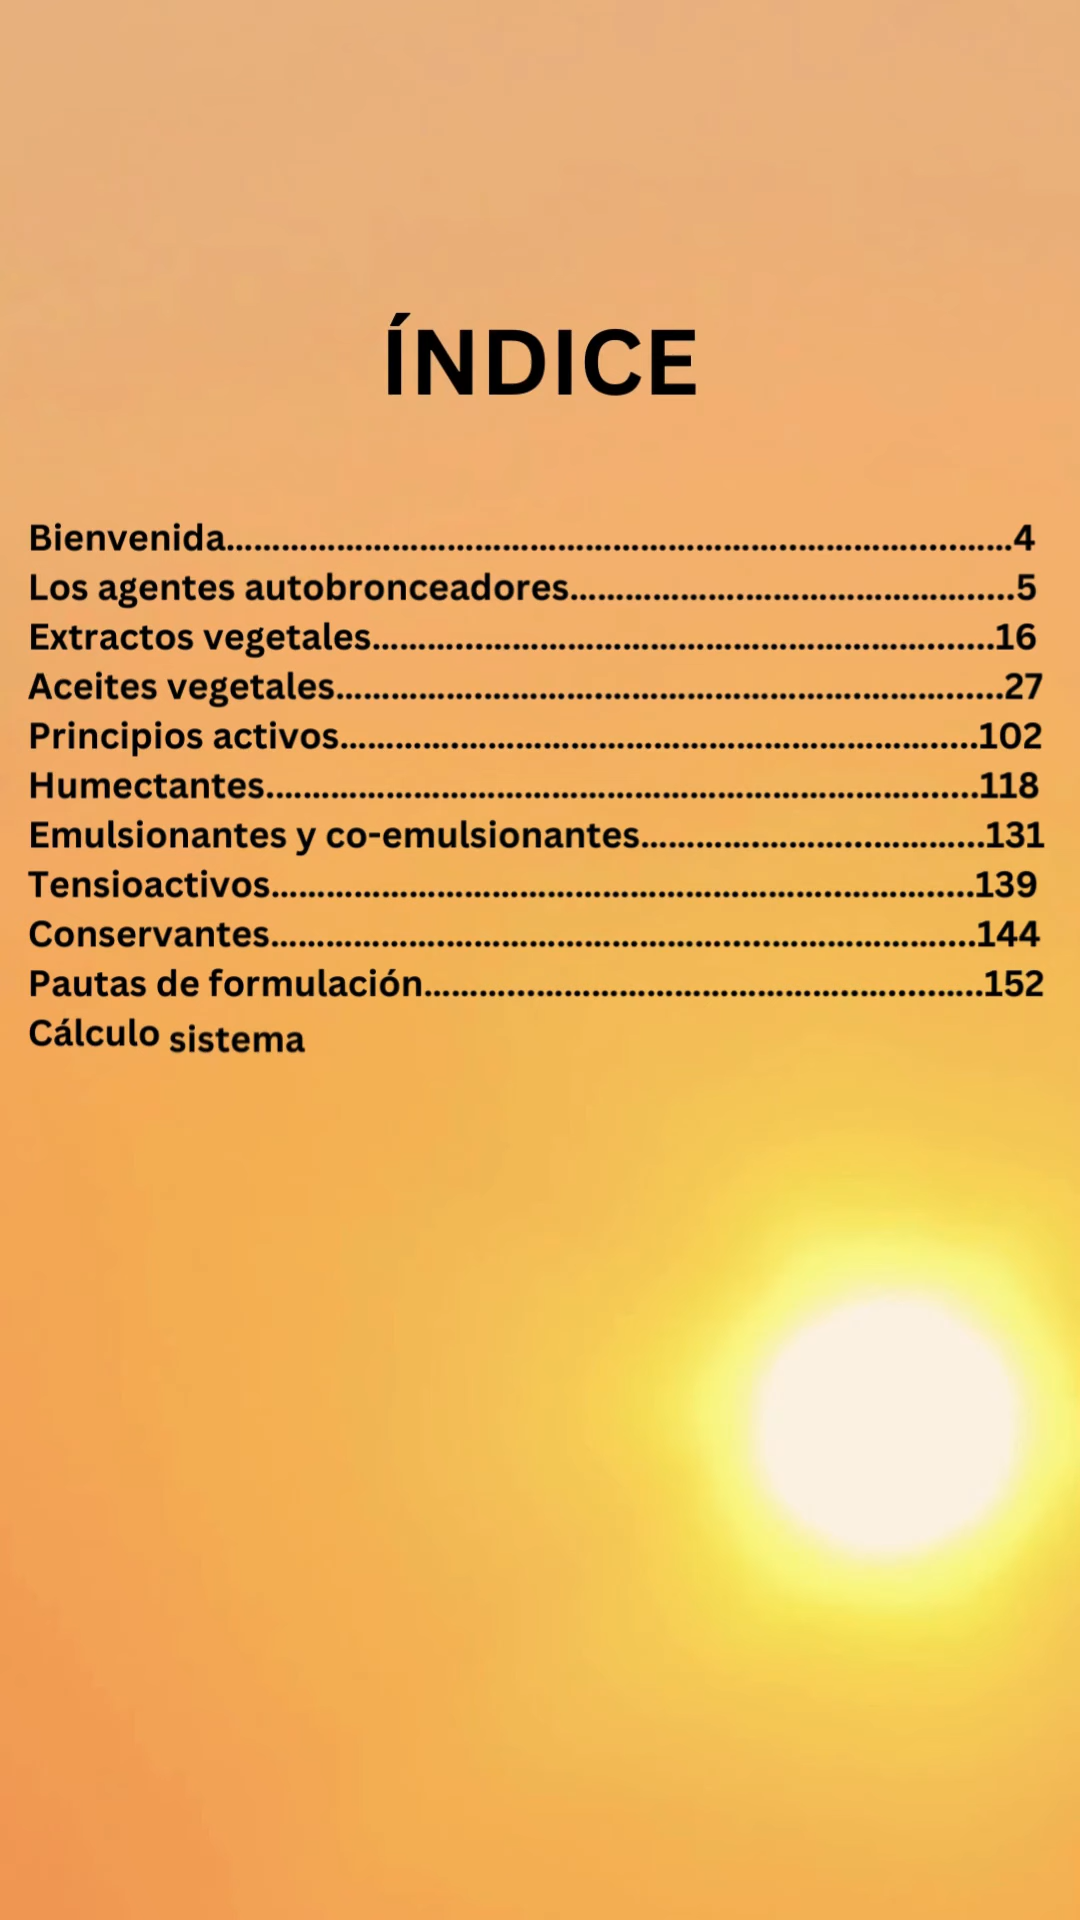 ÍNDICE
Bienvenida........................................................................................4
Los agentes autobronceadores..................................................5
Extractos vegetales......................................................................16
Aceites vegetales...........................................................................27
Principios activos.......................................................................102
Humectantes................................................................................118
Emulsionantes y co-emulsionantes.......................................131
Tensioactivos...............................................................................139
Conservantes...............................................................................144
Pautas de formulación...............................................................152
Cálculo sistema